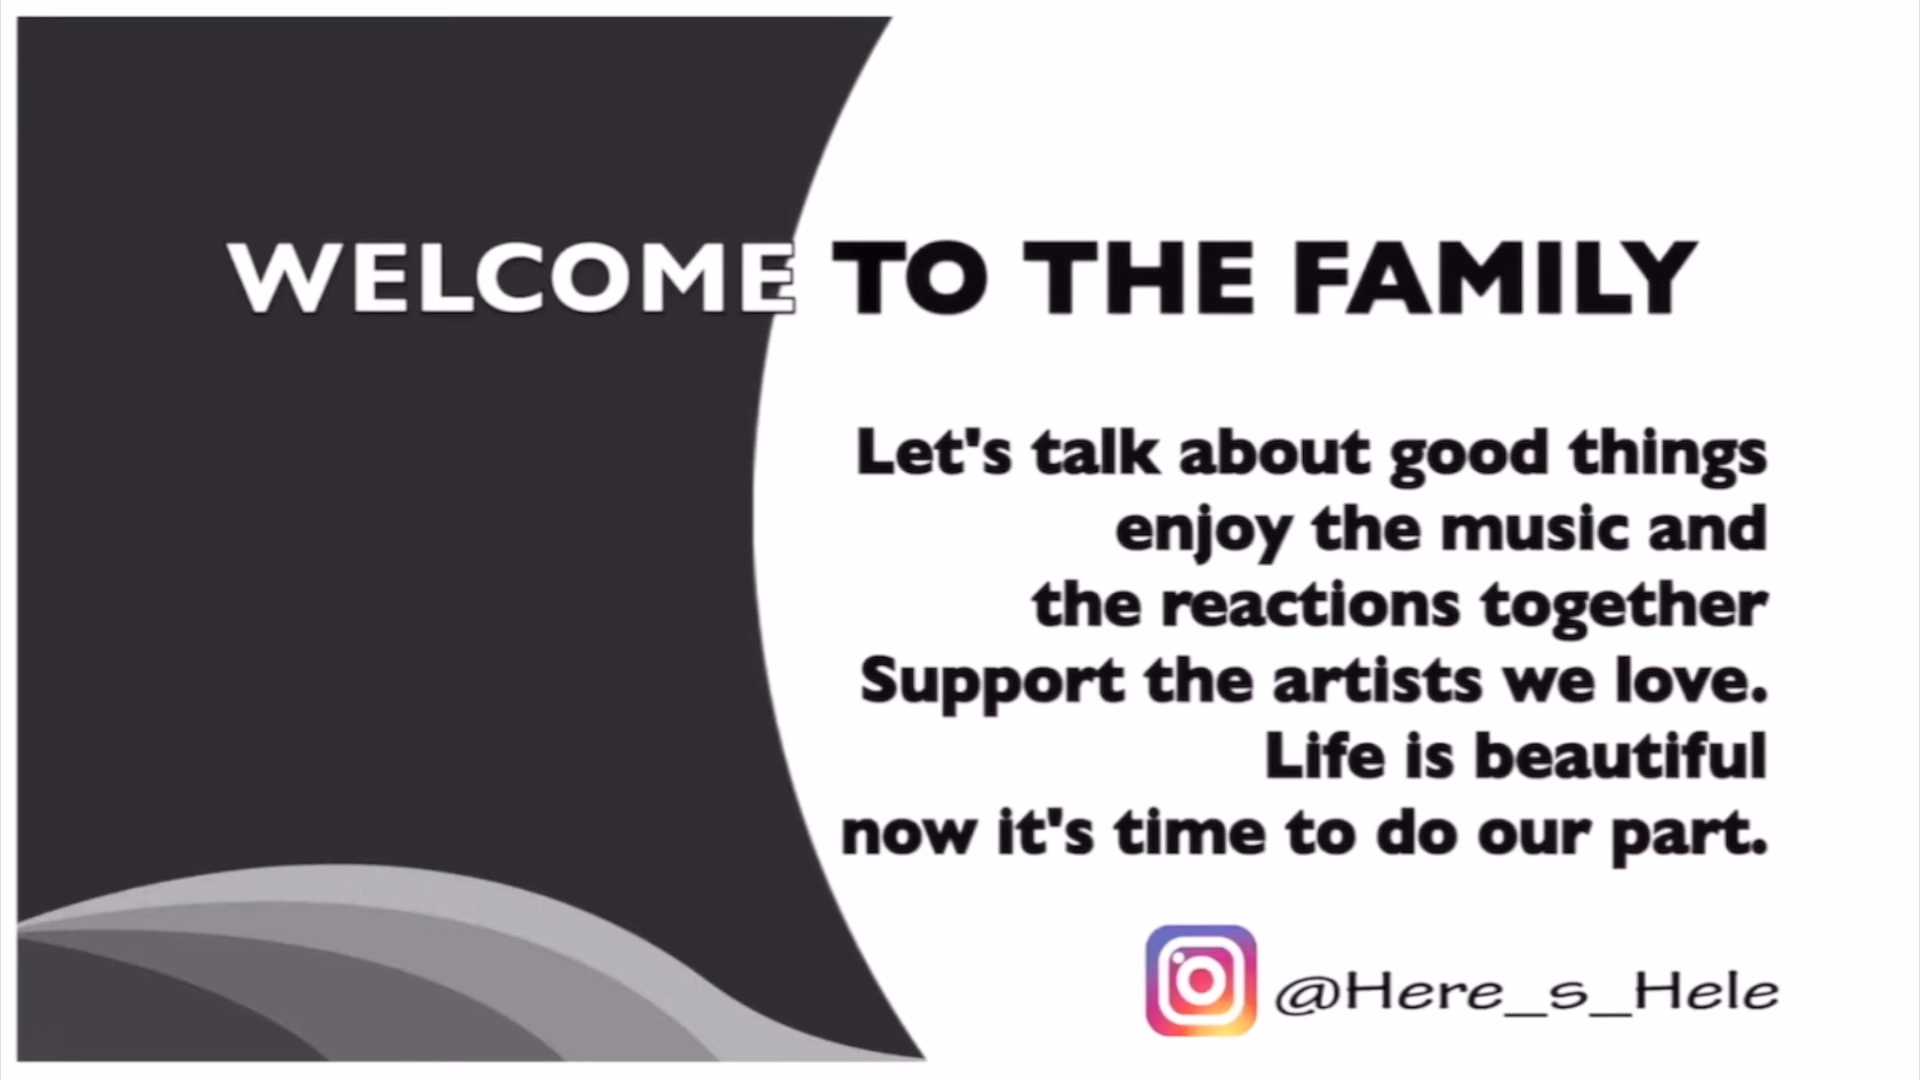 WELCOME TO THE FAMILY
Let's talk about good things
enjoy the music and
the reactions together
Support the artists we love.
Life is beautiful
now it's time to do our part.
@Here_s_Hele